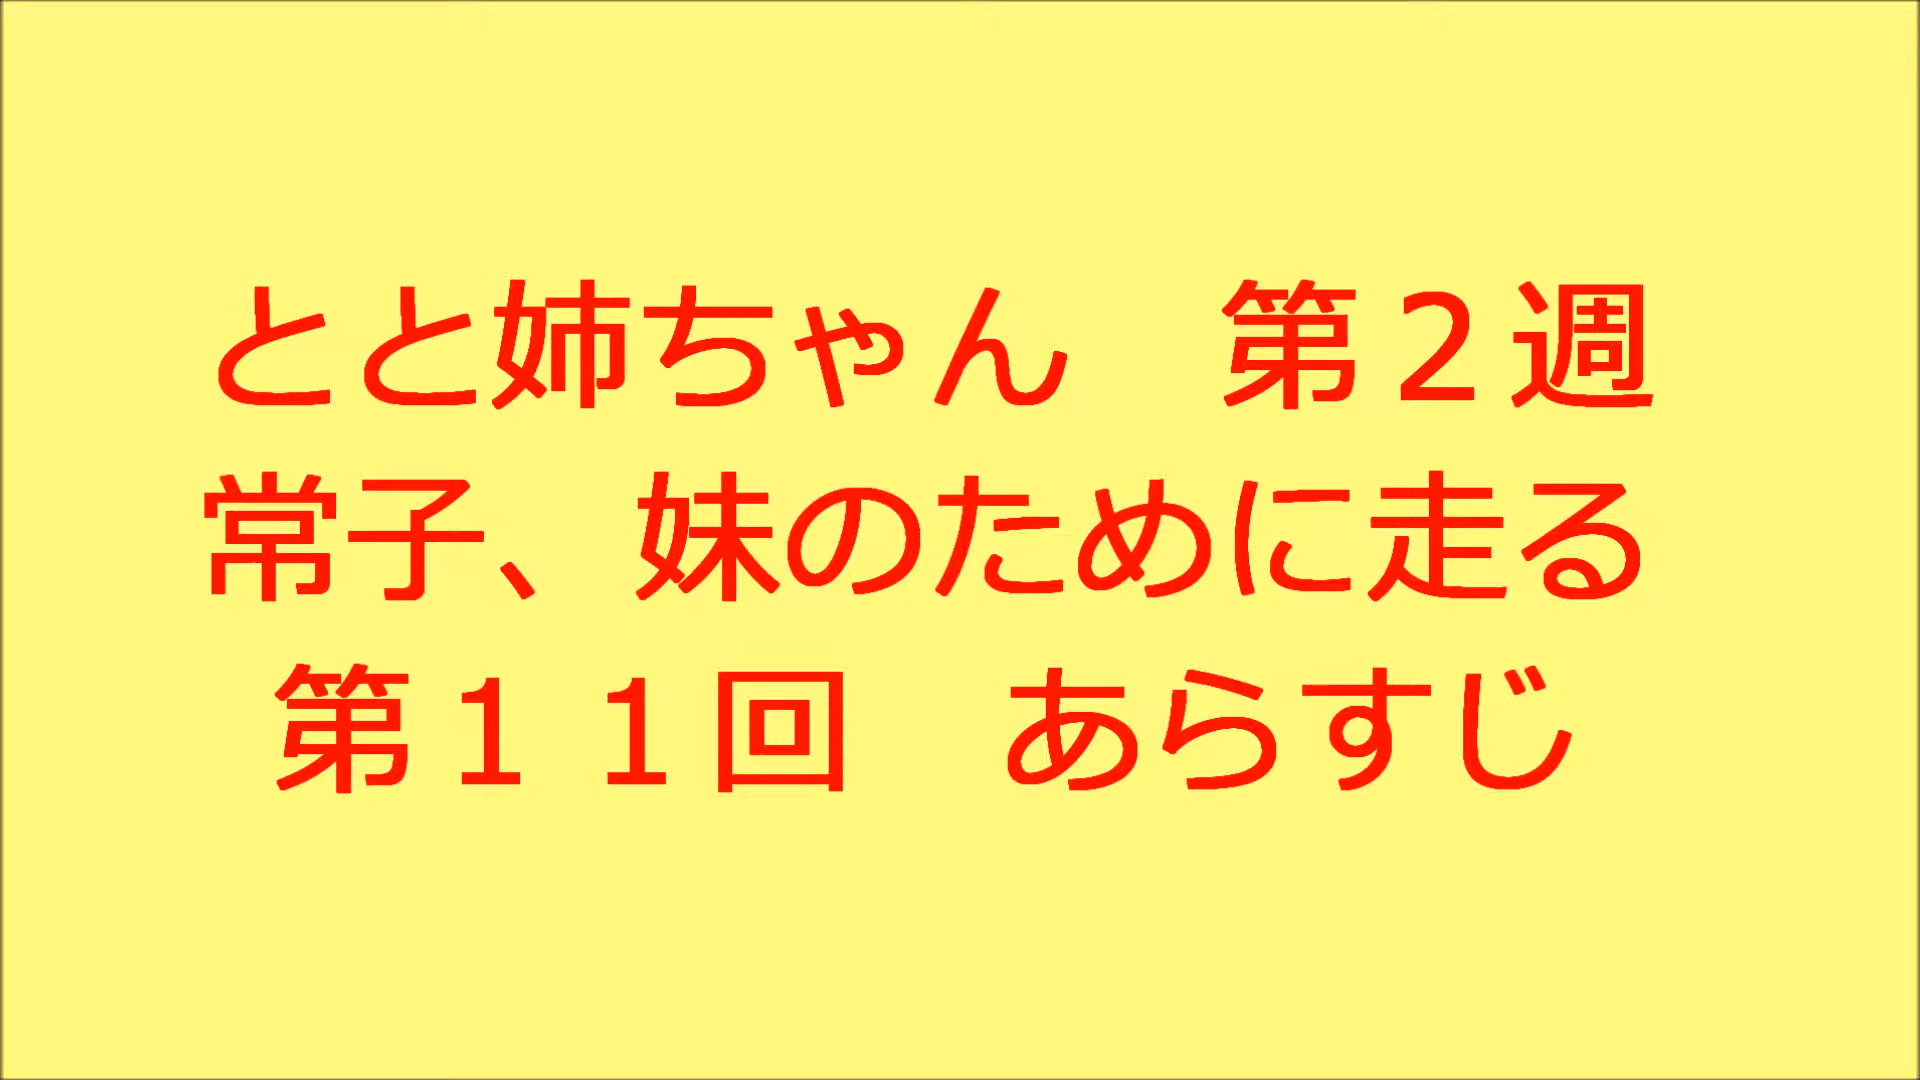 とと姉ちゃん　第２週
常子、妹のために走る
第１１回　あらすじ